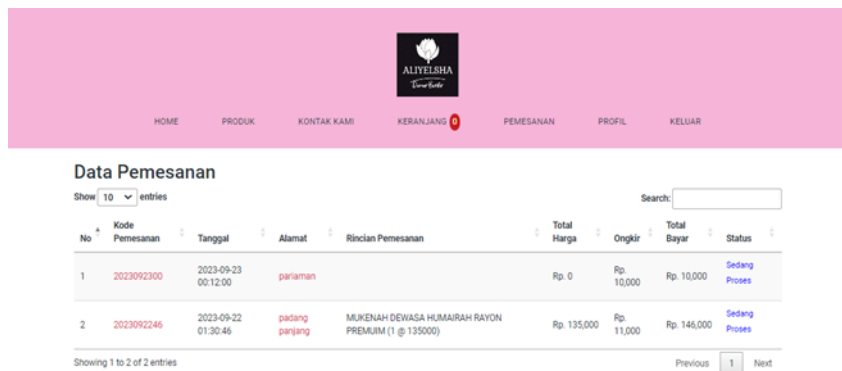 ALIYELSHA
HOME PRODUK KONTAK KAMI KERANJANG 0 PEMESANAN PROFIL KELUAR
Data Pemesanan
Show 10 entries Search:
No Kode Pemesanan Tanggal Alamat Rincian Pemesanan Total Harga Ongkir Total Bayar Status
1 2023092300 2023-09-23 00:12:00 pariaman Rp. 0 Rp. 10,000 Rp. 10,000 Sedang Proses
2 2023092246 2023-09-22 01:30:46 padang panjang MUKENAH DEWASA HUMAIRAH RAYON PREMUIM (1 @ 135000) Rp. 135,000 Rp. 11,000 Rp. 146,000 Sedang Proses
Showing 1 to 2 of 2 entries Previous 1 Next